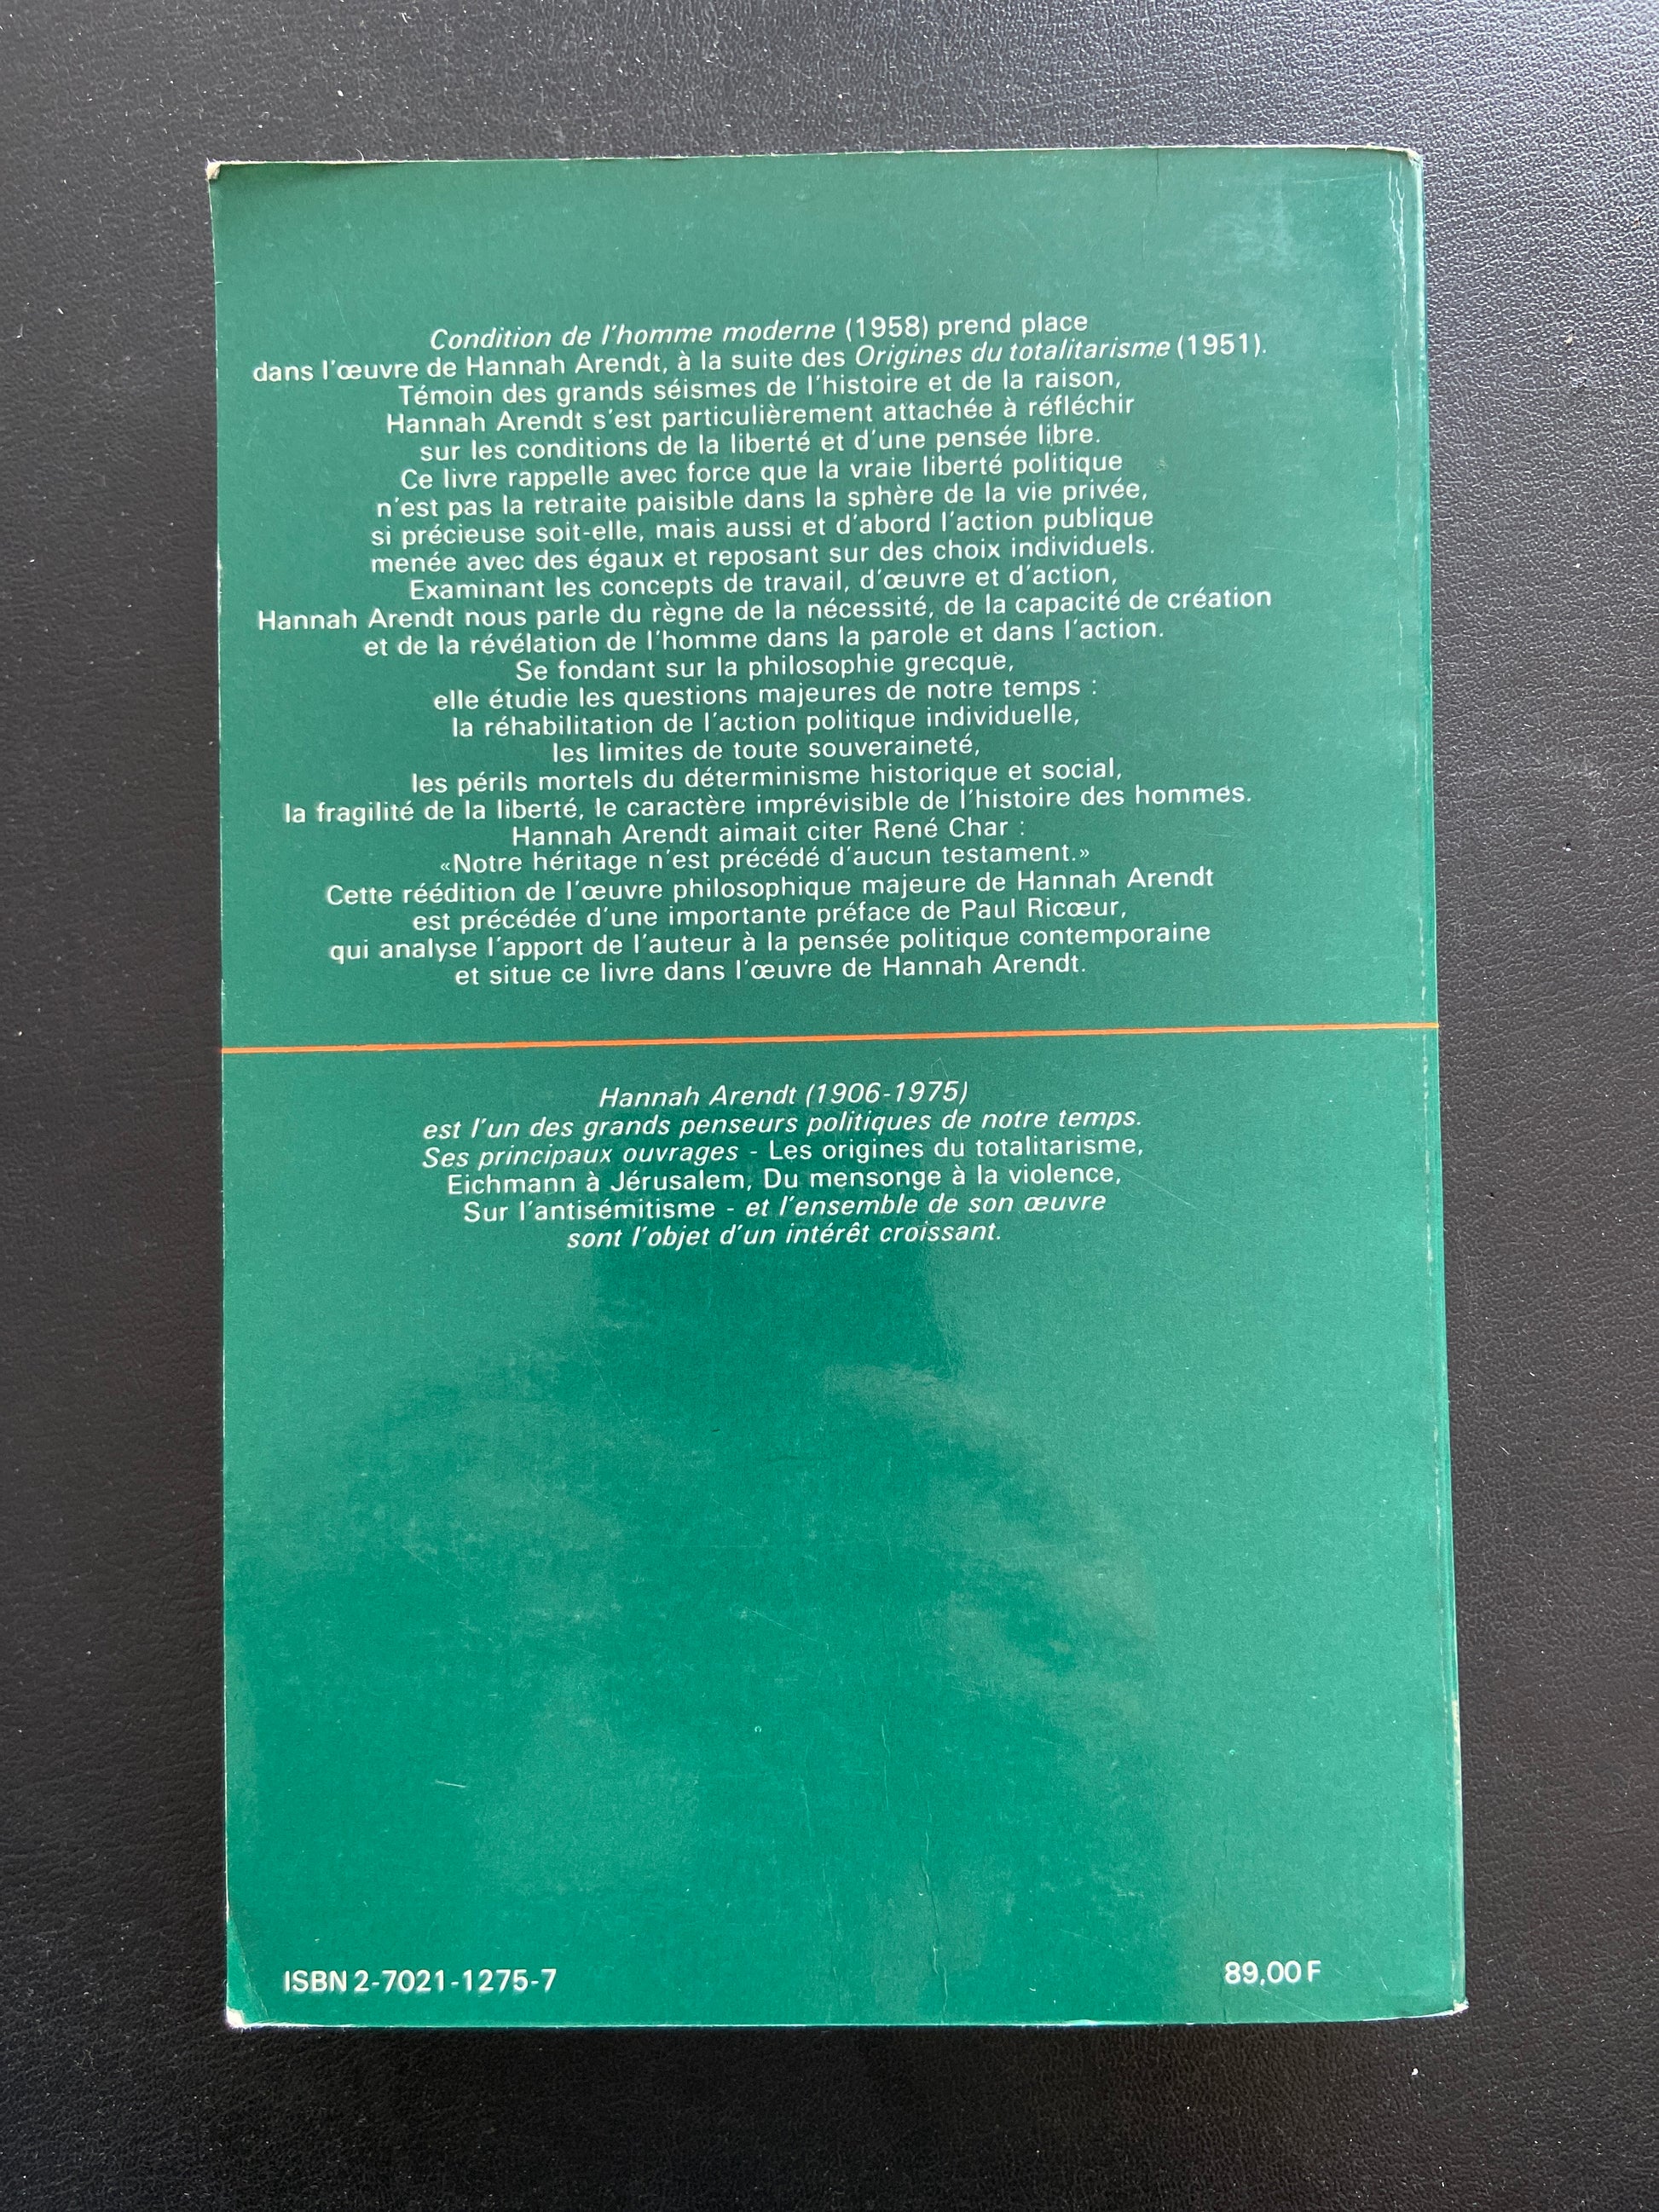 Condition de l'homme moderne (1958) prend place
dans l'œuvre de Hannah Arendt, à la suite des Origines du totalitarisme (1951).
Témoin des grands séismes de l'histoire et de la raison,
Hannah Arendt s'est particulièrement attachée à réfléchir
sur les conditions de la liberté et d'une pensée libre.
Ce livre rappelle avec force que la vraie liberté politique
n'est pas la retraite paisible dans la sphère de la vie privée,
si précieuse soit-elle, mais aussi et d'abord l'action publique
menée avec des égaux et reposant sur des choix individuels.
Examinant les concepts de travail, d'œuvre et d'action,
Hannah Arendt nous parle du règne de la nécessité, de la capacité de création
et de la révélation de l'homme dans la parole et dans l'action.
Se fondant sur la philosophie grecque,
elle étudie les questions majeures de notre temps :
la réhabilitation de l'action politique individuelle,
les limites de toute souveraineté,
les périls mortels du déterminisme historique et social,
la fragilité de la liberté, le caractère imprévisible de l'histoire des hommes.
Hannah Arendt aimait citer René Char :
«Notre héritage n'est précédé d'aucun testament.»
Cette réédition de l'œuvre philosophique majeure de Hannah Arendt
est précédée d'une importante préface de Paul Ricœur,
qui analyse l'apport de l'auteur à la pensée politique contemporaine
et situe ce livre dans l'œuvre de Hannah Arendt.
Hannah Arendt (1906-1975)
est l'un des grands penseurs politiques de notre temps.
Ses principaux ouvrages - Les origines du totalitarisme,
Eichmann à Jérusalem, Du mensonge à la violence,
Sur l'antisémitisme - et l'ensemble de son œuvre
sont l'objet d'un intérêt croissant.
ISBN 2-7021-1275-7
89,00 F